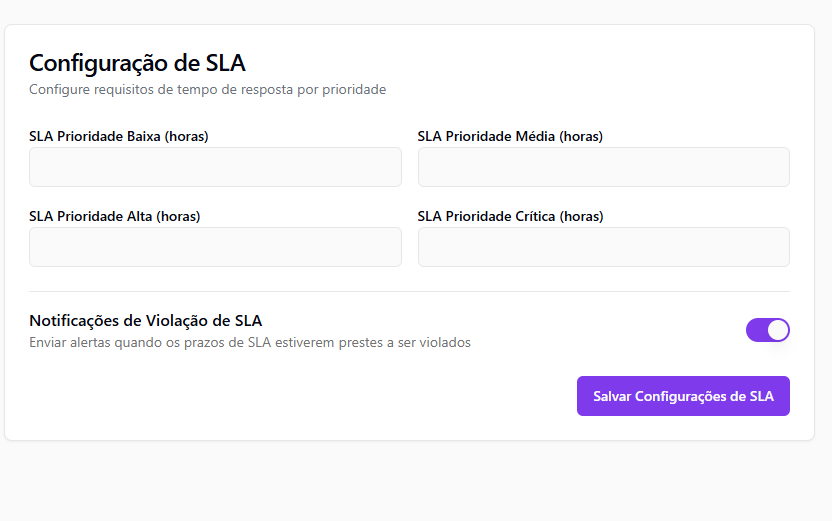 Configuração de SLA
Configure requisitos de tempo de resposta por prioridade
SLA Prioridade Baixa (horas)
SLA Prioridade Média (horas)
SLA Prioridade Alta (horas)
SLA Prioridade Crítica (horas)
Notificações de Violação de SLA
Enviar alertas quando os prazos de SLA estiverem prestes a ser violados
Salvar Configurações de SLA